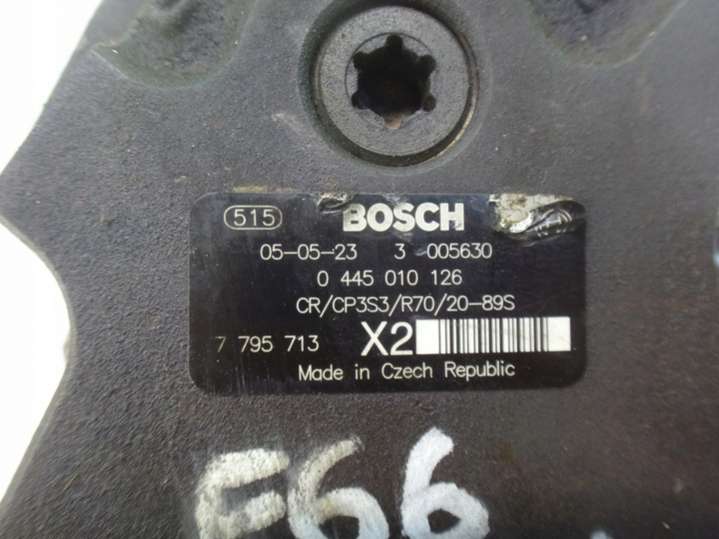 515 BOSCH
05-05-23 3 005630
0 445 010 126
CR/CP3S3/R70/20-89S
7 795 713 X2
Made in Czech Republic
E66